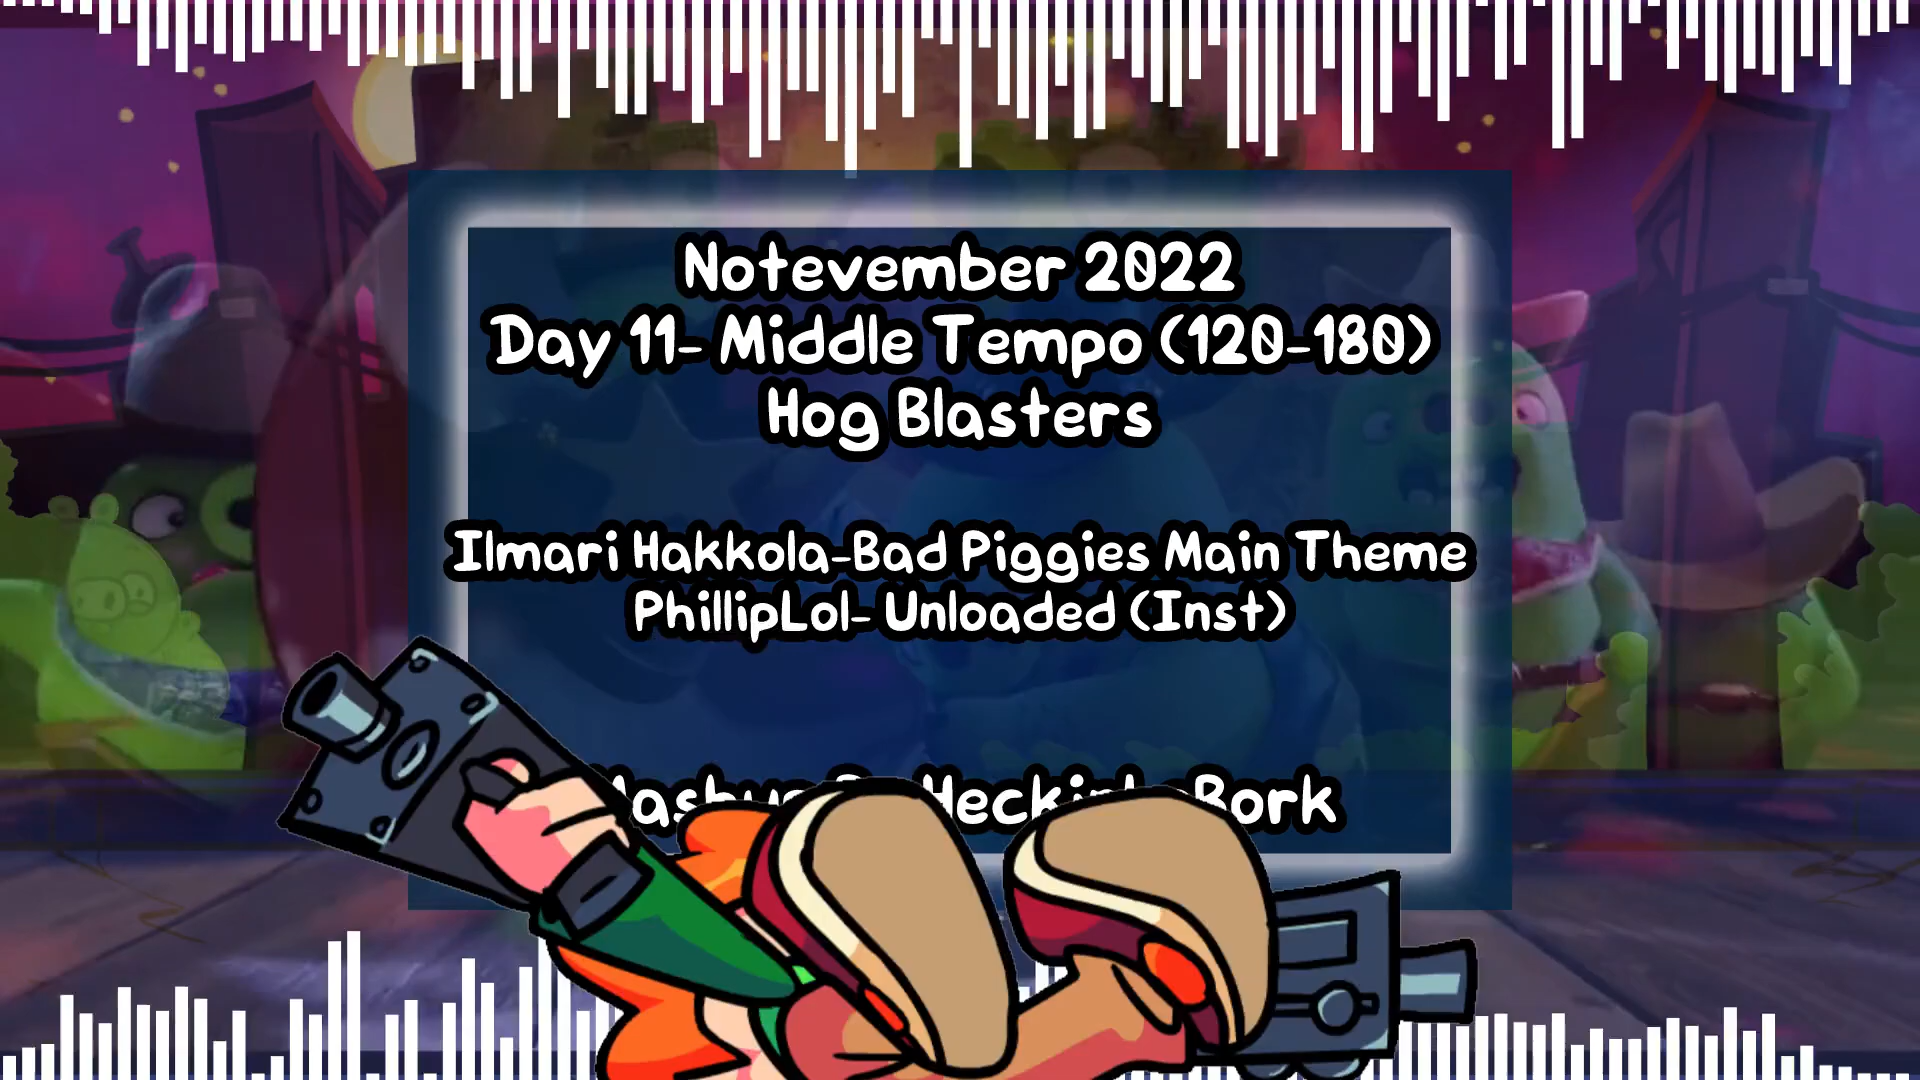 Notevember 2022
Day 11- Middle Tempo (120-180)
Hog Blasters
Ilmari Hakkola-Bad Piggies Main Theme
PhillipLol- Unloaded (Inst)
Bork